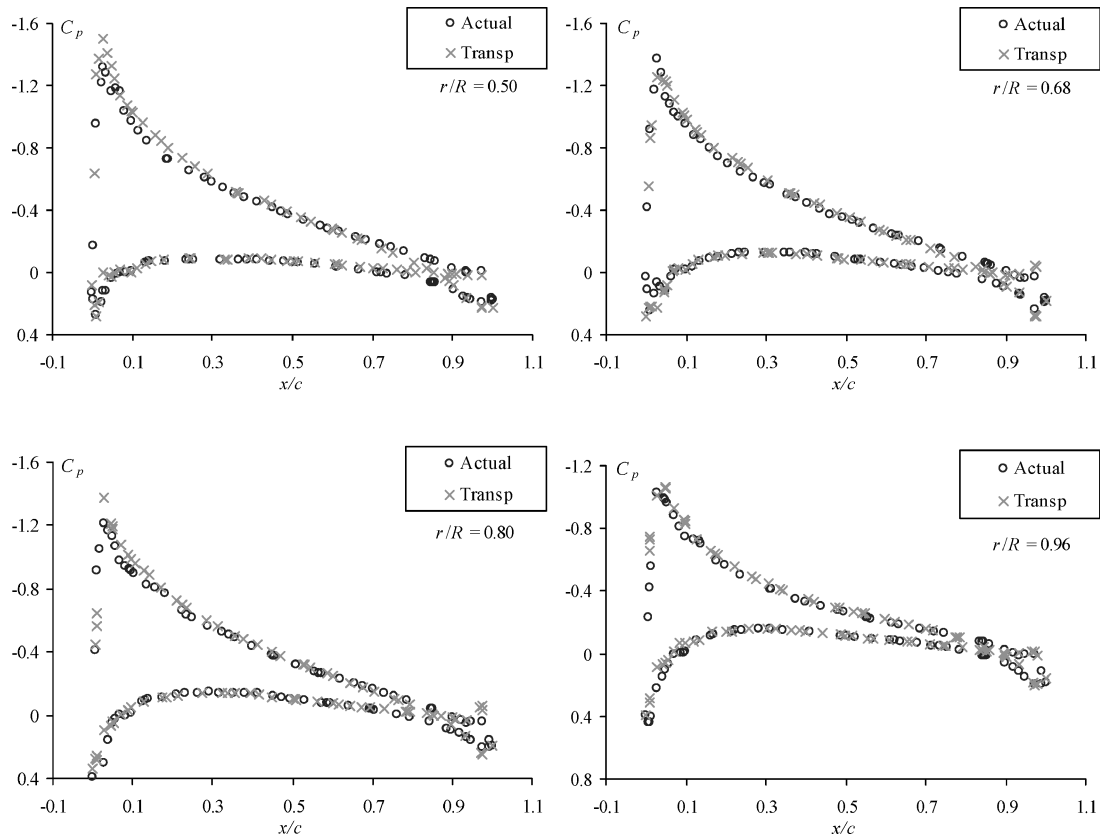 -1.6
-1.2
-0.8
-0.4
0
0.4
C p
Actual
Transp
r/R = 0.50
-0.1 0.1 0.3 0.5 0.7 0.9 1.1
x/c
-1.6
-1.2
-0.8
-0.4
0
0.4
C p
Actual
Transp
r/R = 0.68
-0.1 0.1 0.3 0.5 0.7 0.9 1.1
x/c
-1.6
-1.2
-0.8
-0.4
0
0.4
C p
Actual
Transp
r/R = 0.80
-0.1 0.1 0.3 0.5 0.7 0.9 1.1
x/c
-1.2
-0.8
-0.4
0
0.4
0.8
C p
Actual
Transp
r/R = 0.96
-0.1 0.1 0.3 0.5 0.7 0.9 1.1
x/c